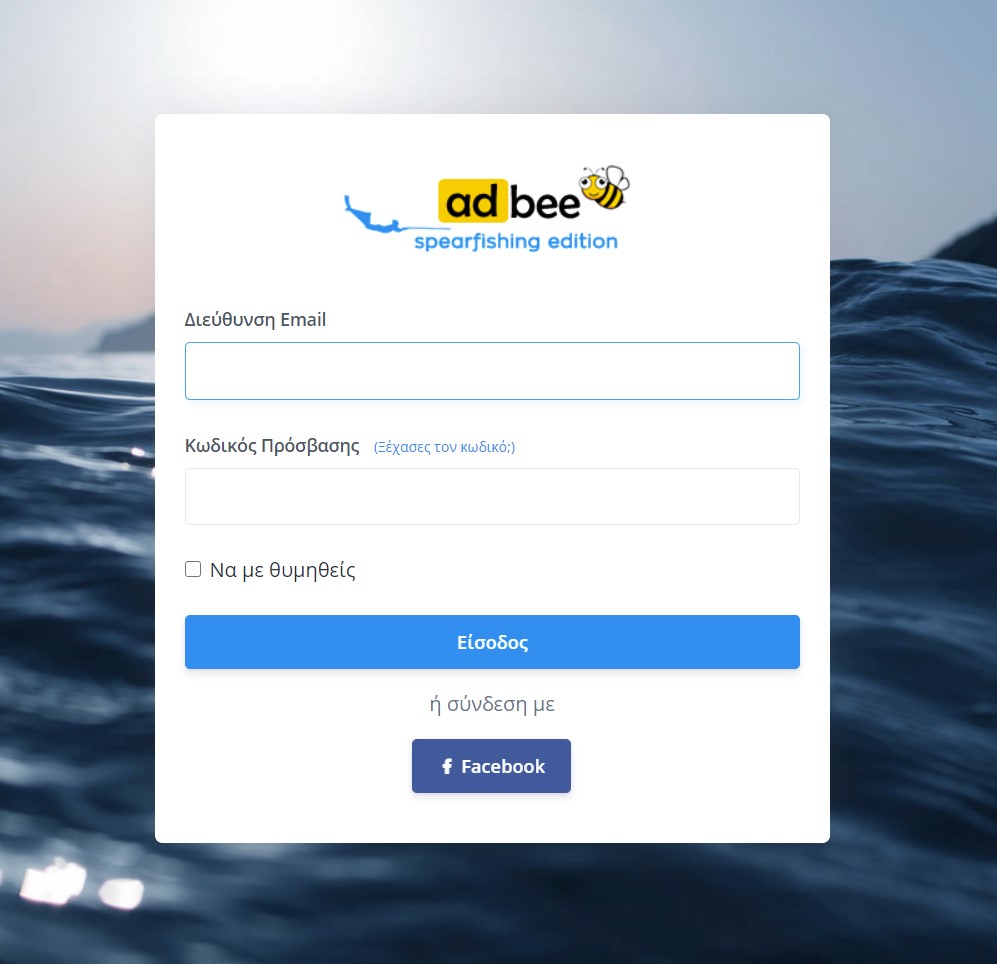 ad bee
spearfishing edition
Διεύθυνση Email
Κωδικός Πρόσβασης (Ξέχασες τον κωδικό;)
Να με θυμηθείς
Είσοδος
ή σύνδεση με
Facebook